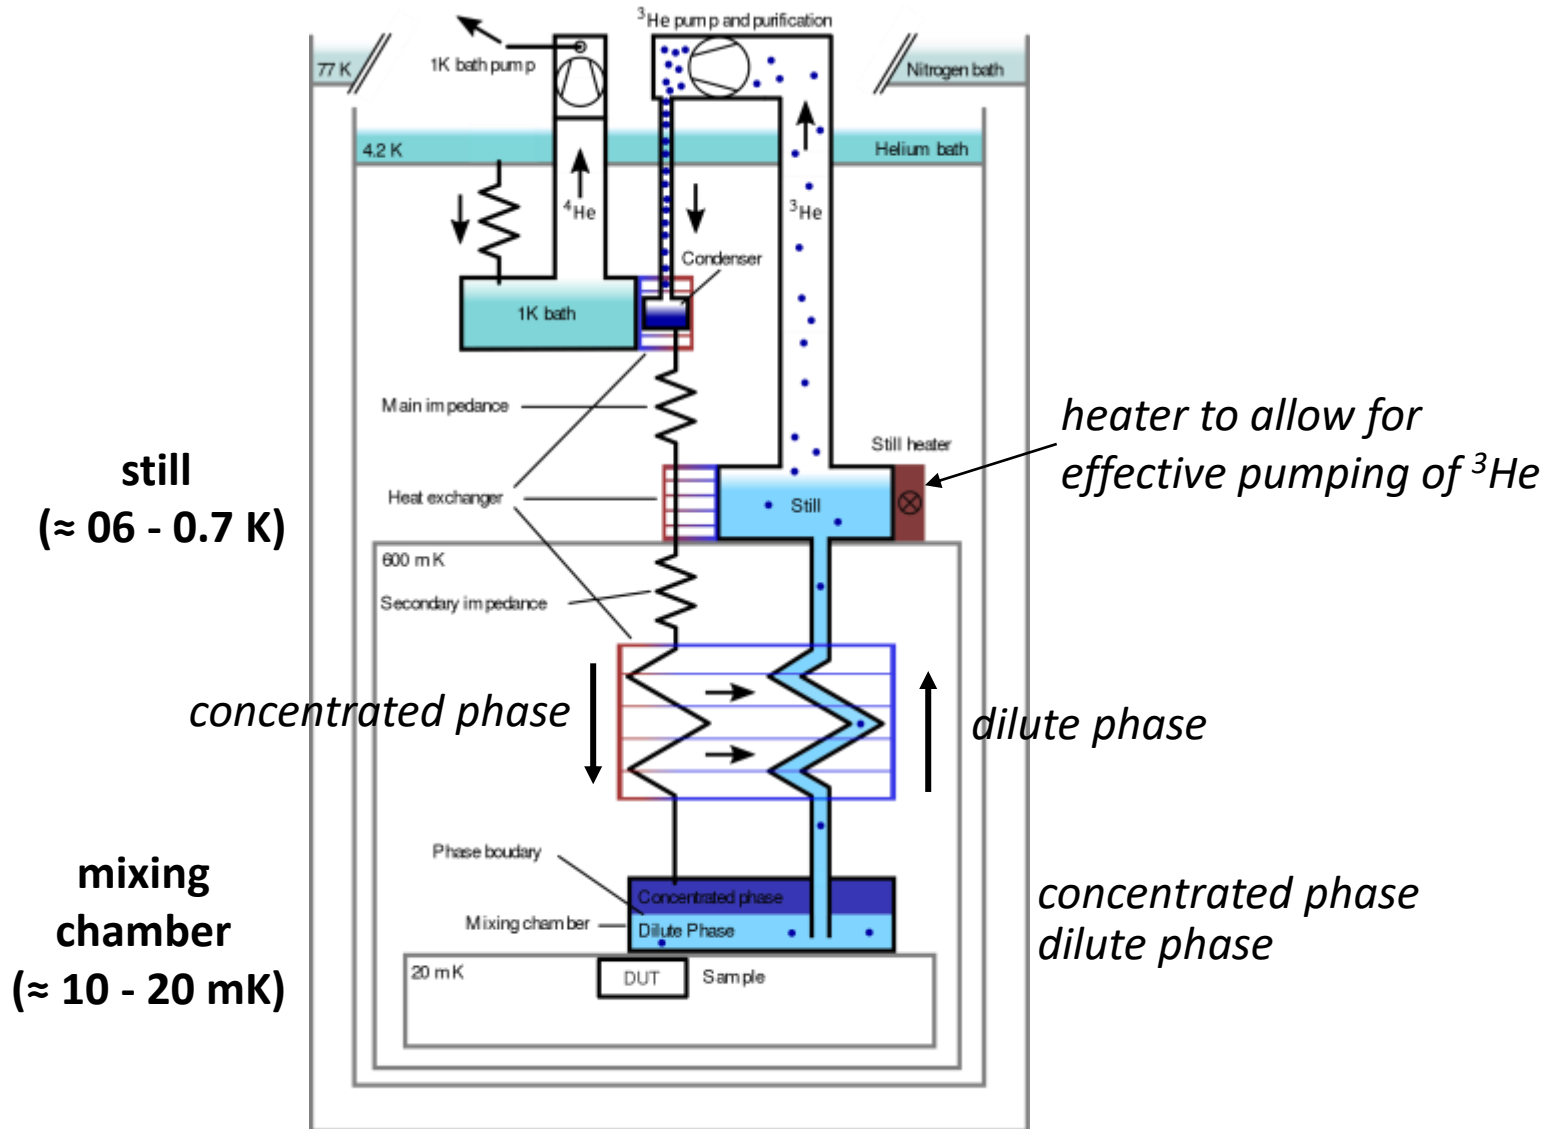 ³He pump and purification
1K bath pump
77 K
Nitrogen bath
4.2 K
Helium bath
⁴He
³He
Condenser
1K bath
Main impedance
heater to allow for
effective pumping of ³He
Still heater
still
(≈ 06 - 0.7 K)
Heat exchanger
Still
600 mK
Secondary impedance
concentrated phase
dilute phase
Phase boudary
mixing
chamber
(≈ 10 - 20 mK)
Concentrated phase
Mixing chamber
Dilute Phase
concentrated phase
dilute phase
20 mK
DUT
Sample